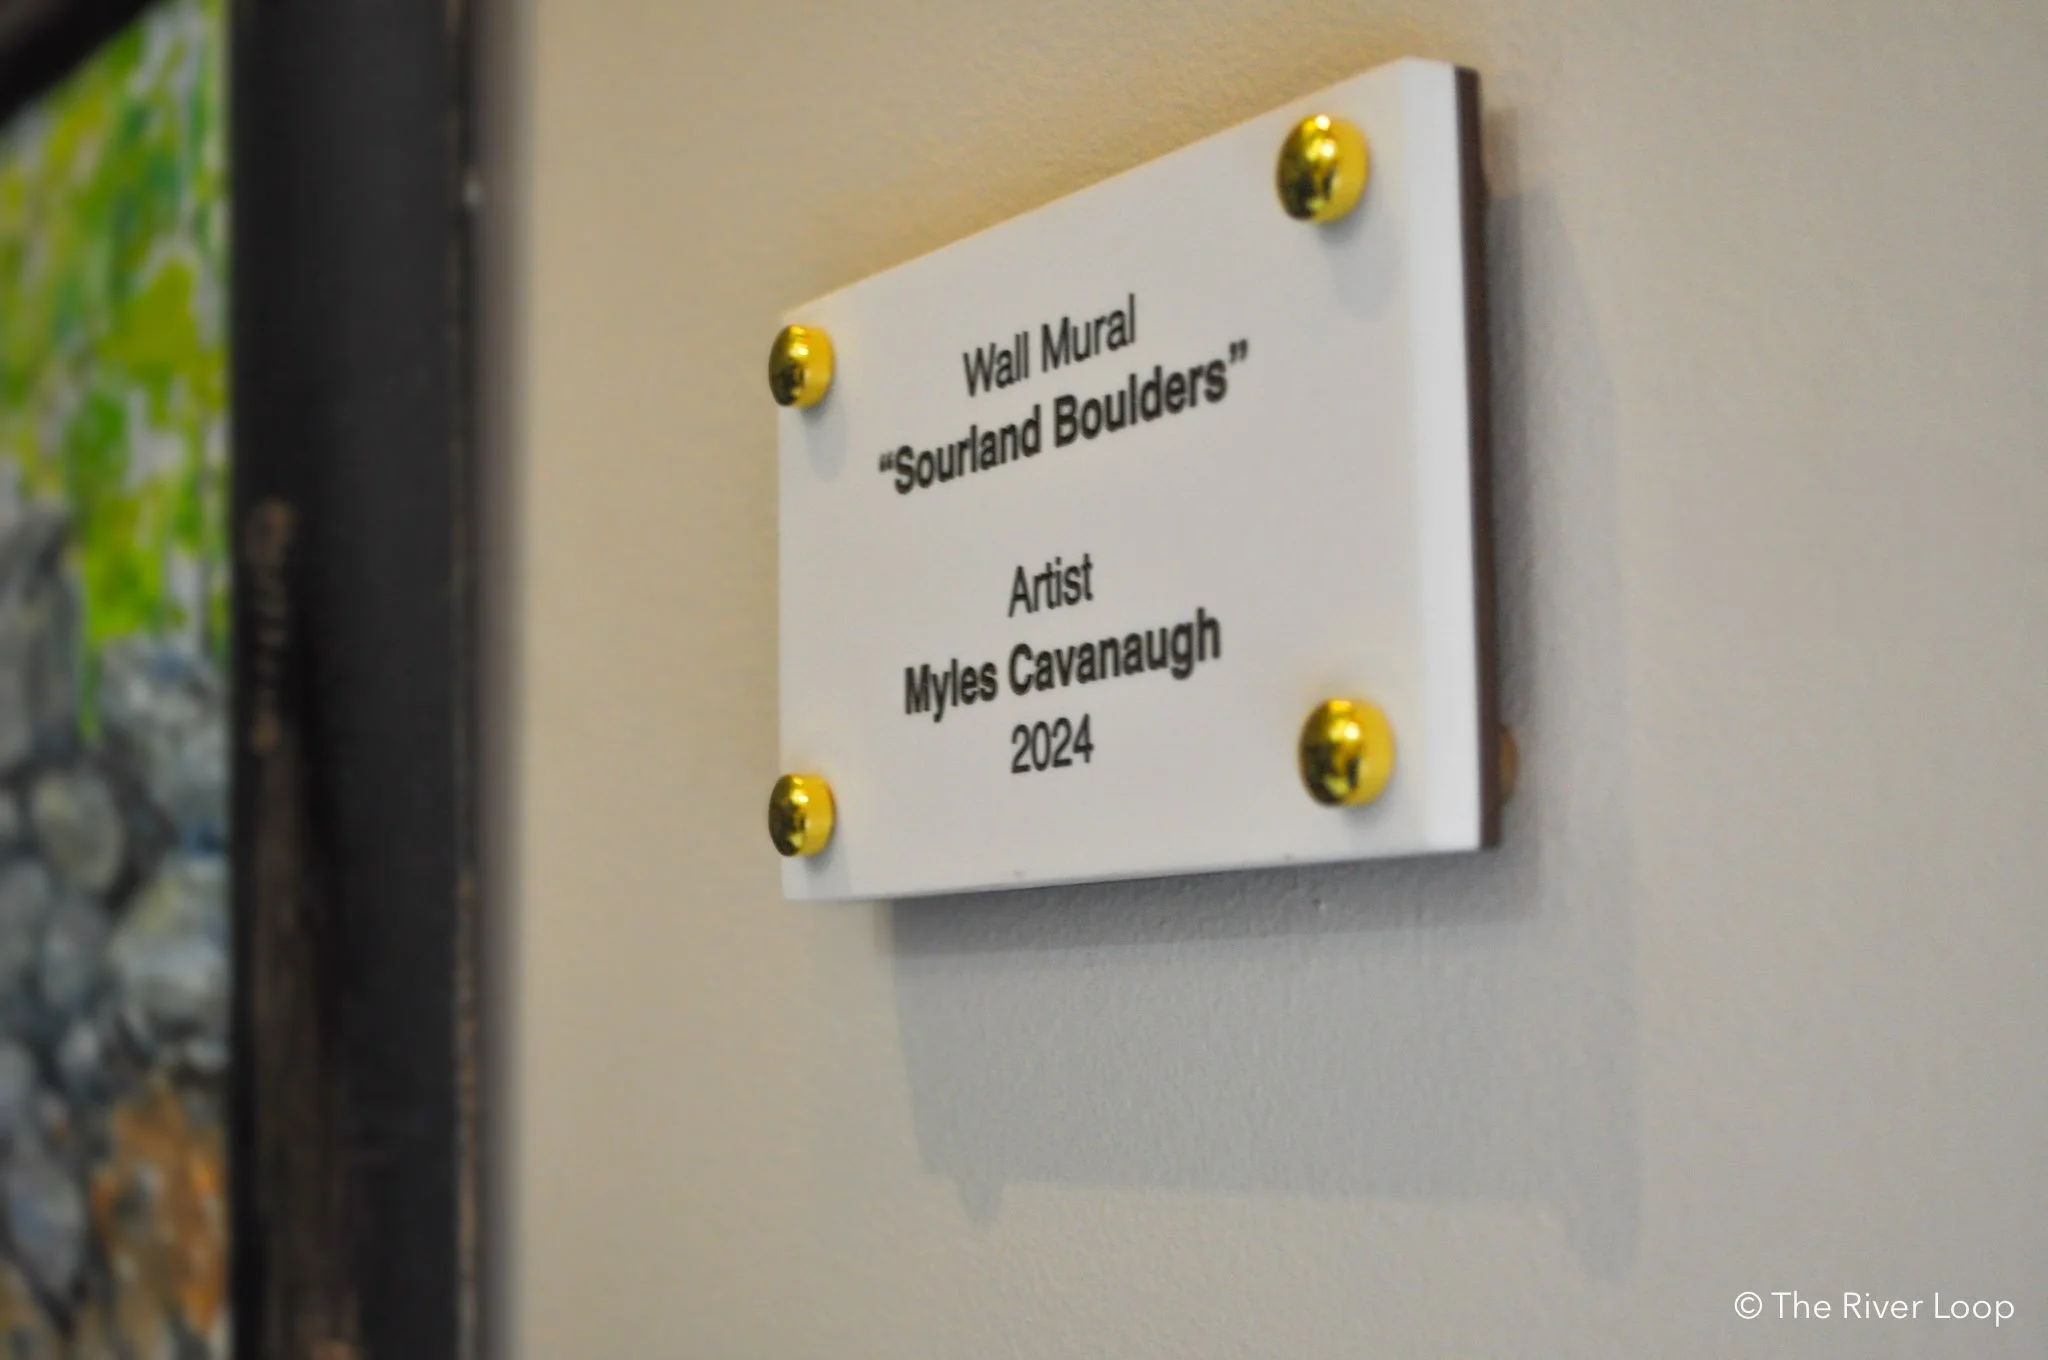 Wall Mural
“Sourland Boulders”
Artist
Myles Cavanaugh
2024
© The River Loop